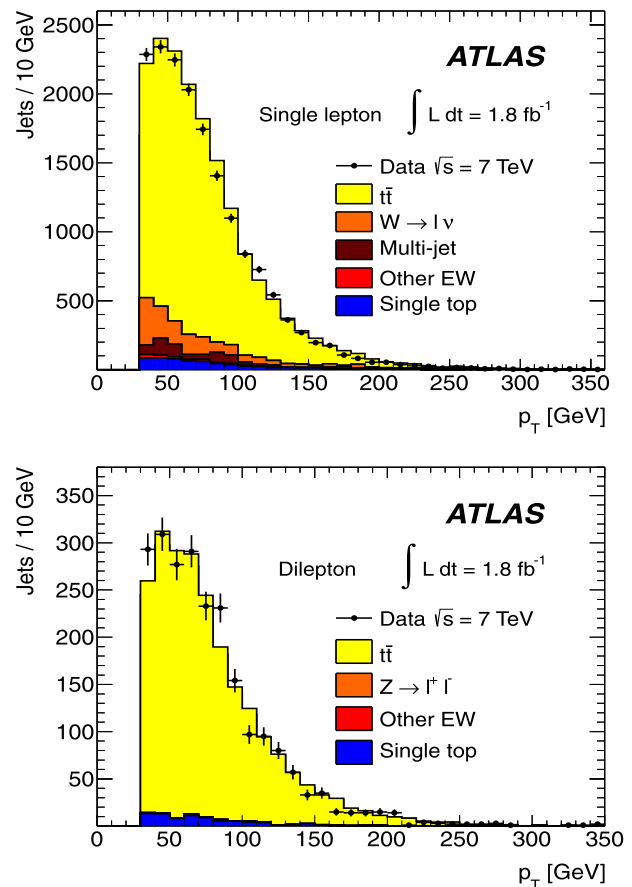 2500
2000
1500
1000
500
Jets / 10 GeV
ATLAS
Single lepton ∫ L dt = 1.8 fb⁻¹
Data √s = 7 TeV
tt̄
W → l ν
Multi-jet
Other EW
Single top
0 50 100 150 200 250 300 350
p_T [GeV]
350
300
250
200
150
100
50
Jets / 10 GeV
ATLAS
Dilepton ∫ L dt = 1.8 fb⁻¹
Data √s = 7 TeV
tt̄
Z → l⁺ l⁻
Other EW
Single top
0 50 100 150 200 250 300 350
p_T [GeV]